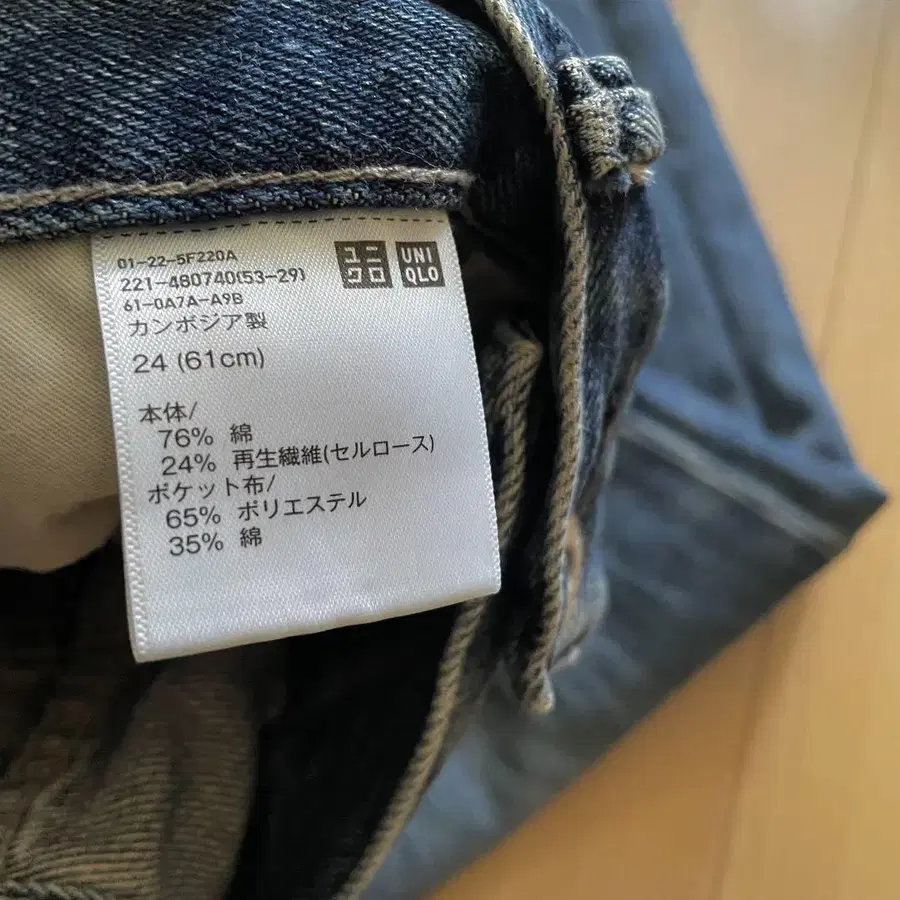 01-22-5F220A
ユニクロ UNIQLO
221-480740(53-29)
61-0A7A-A9B
カンボジア製
24 (61cm)
本体/
76% 綿
24% 再生繊維(セルロース)
ポケット布/
65% ポリエステル
35% 綿